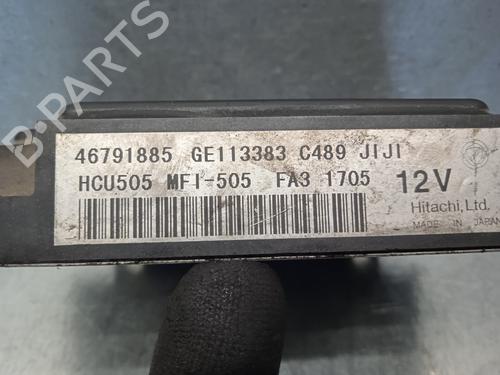 B-PARTS
46791885 GE113383 C489 JIJI
HCU505 MFI-505 FA3 1705 12V
Hitachi, Ltd.
MADE IN JAPAN